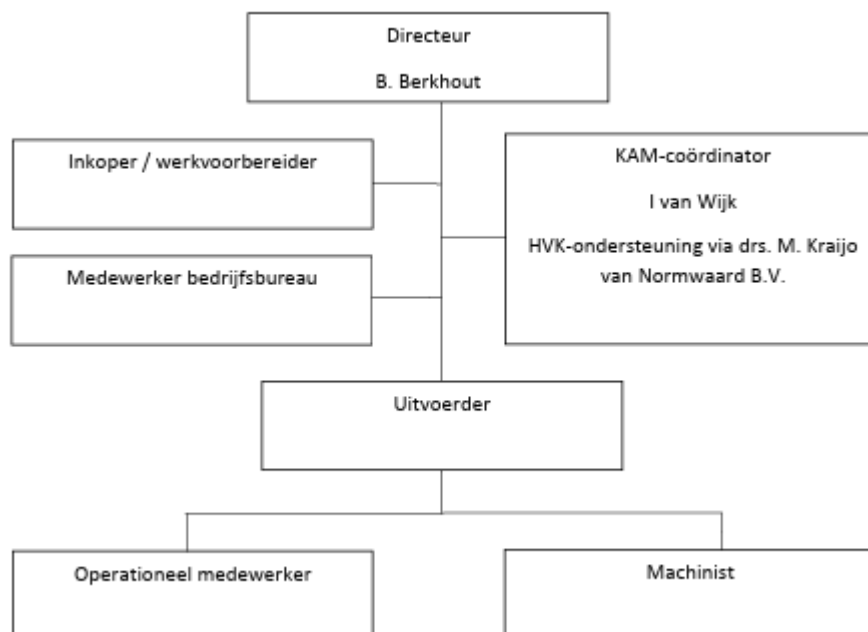 Directeur
B. Berkhout
Inkoper / werkvoorbereider
KAM-coördinator
I van Wijk
HVK-ondersteuning via drs. M. Kraijo
van Normwaard B.V.
Medewerker bedrijfsbureau
Uitvoerder
Operationeel medewerker
Machinist